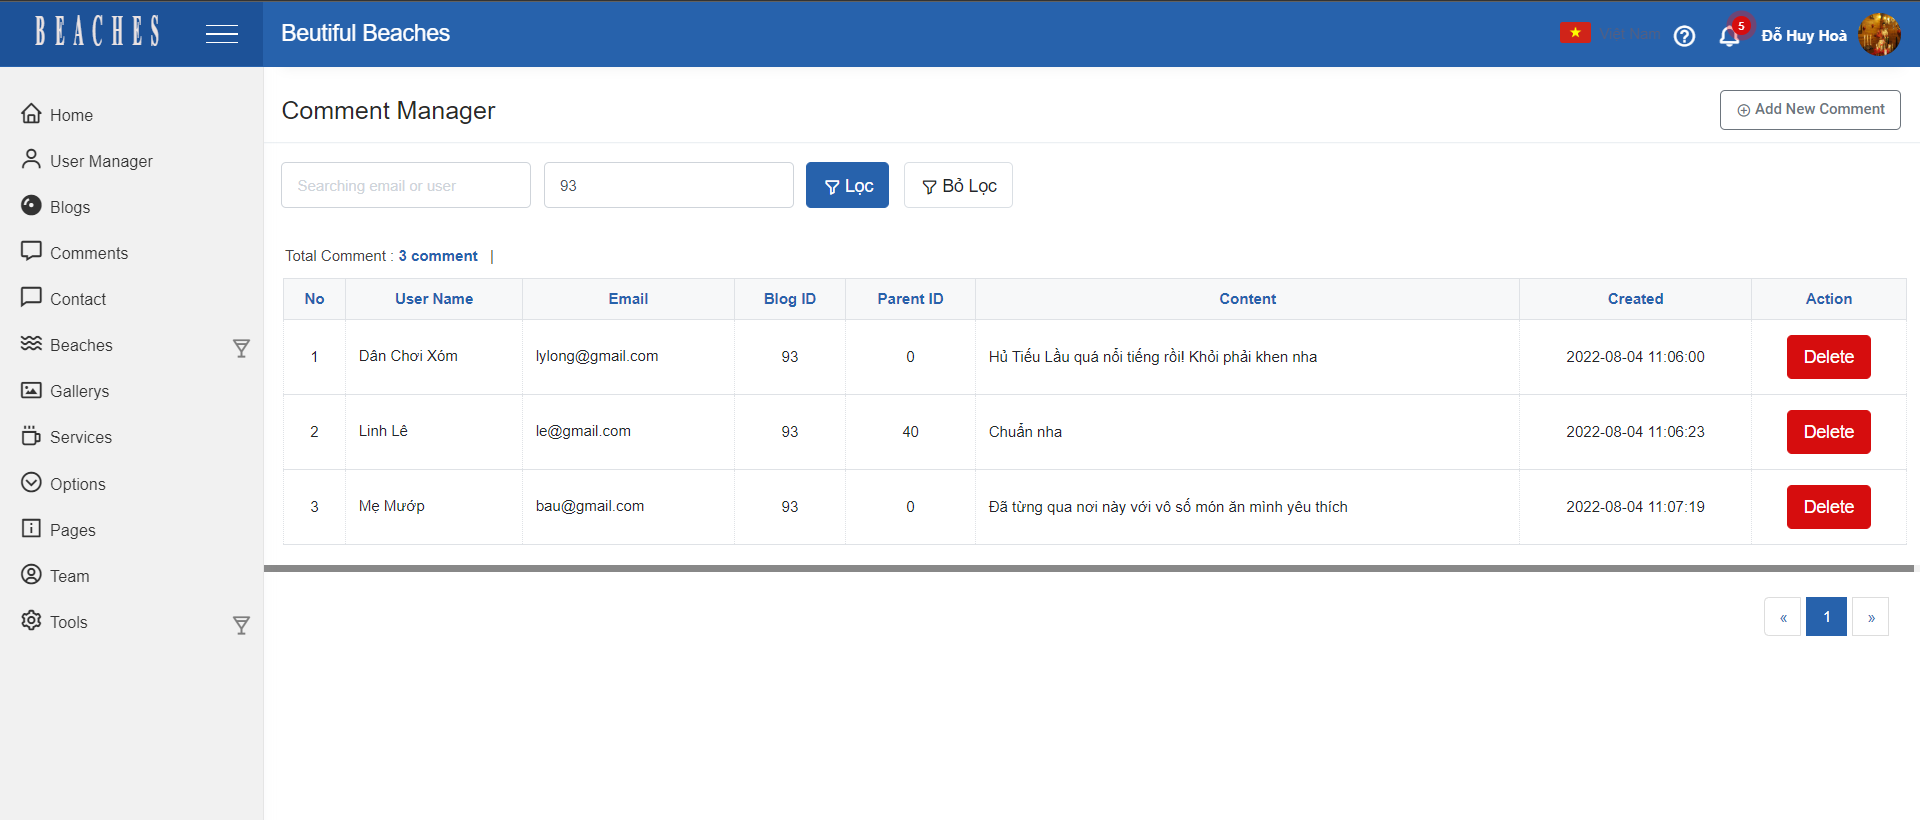 BEACHES
Beutiful Beaches
Việt Nam
5
Đỗ Huy Hoà
Home
User Manager
Blogs
Comments
Contact
Beaches
Gallerys
Services
Options
Pages
Team
Tools
Comment Manager
Add New Comment
Searching email or user
93
Lọc
Bỏ Lọc
Total Comment : 3 comment |
No User Name Email Blog ID Parent ID Content Created Action
1 Dân Chơi Xóm lylong@gmail.com 93 0 Hủ Tiếu Lầu quá nổi tiếng rồi! Khỏi phải khen nha 2022-08-04 11:06:00 Delete
2 Linh Lê le@gmail.com 93 40 Chuẩn nha 2022-08-04 11:06:23 Delete
3 Mẹ Mướp bau@gmail.com 93 0 Đã từng qua nơi này với vô số món ăn mình yêu thích 2022-08-04 11:07:19 Delete
« 1 »